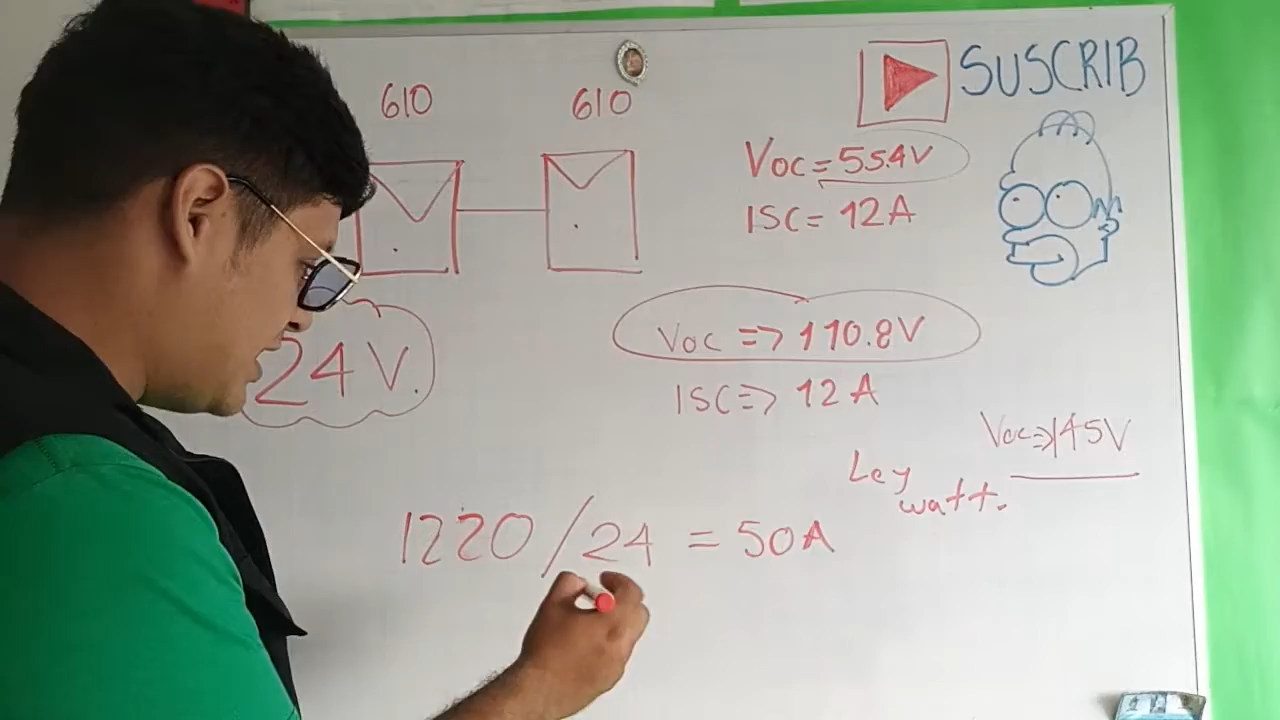 610 610
SUSCRIB
Voc=55.4V
ISC=12A
Voc => 110.8V
24V.
ISC=> 12A
Voc=>145V
Ley
watt.
1220/24 = 50A